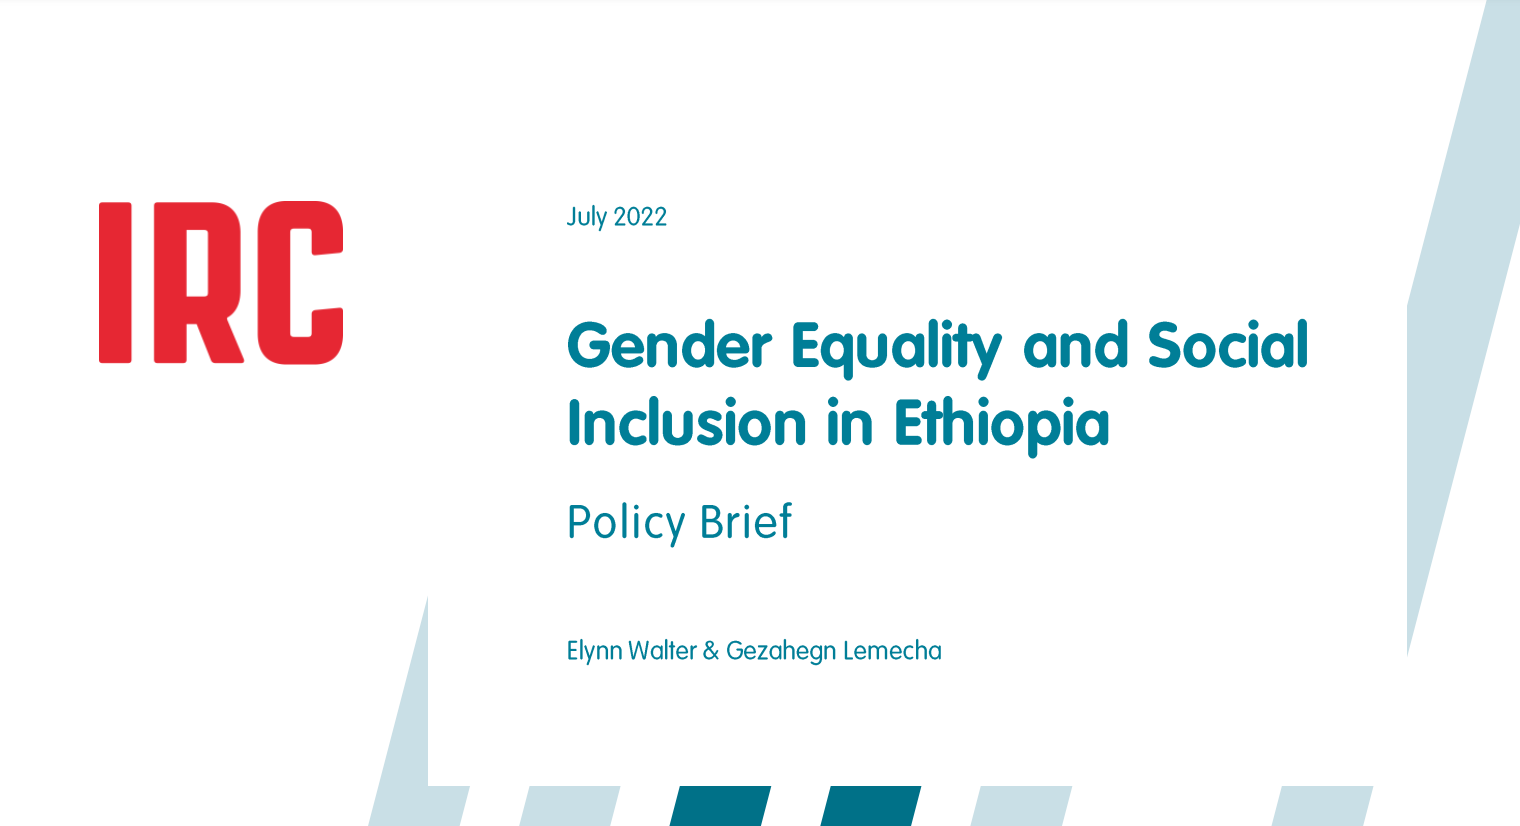 IRC
July 2022
Gender Equality and Social
Inclusion in Ethiopia
Policy Brief
Elynn Walter & Gezahegn Lemecha